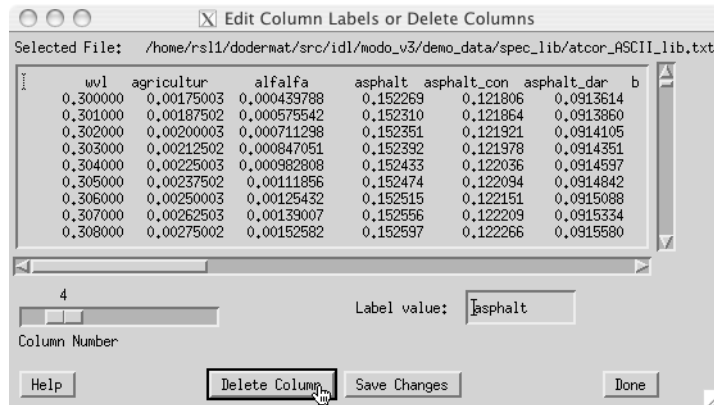 Edit Column Labels or Delete Columns
Selected File: /home/rsl1/dodermat/src/idl/modo_v3/demo_data/spec_lib/atcor_ASCII_lib.txt
wvl agricultur alfalfa asphalt asphalt_con asphalt_dar b
0.300000 0.00175003 0.000439788 0.152269 0.121806 0.0913614
0.301000 0.00187502 0.000575542 0.152310 0.121864 0.0913860
0.302000 0.00200003 0.000711298 0.152351 0.121921 0.0914105
0.303000 0.00212502 0.000847051 0.152392 0.121978 0.0914351
0.304000 0.00225003 0.000982808 0.152433 0.122036 0.0914597
0.305000 0.00237502 0.00111856 0.152474 0.122094 0.0914842
0.306000 0.00250003 0.00125432 0.152515 0.122151 0.0915088
0.307000 0.00262503 0.00139007 0.152556 0.122209 0.0915334
0.308000 0.00275002 0.00152582 0.152597 0.122266 0.0915580
4
Label value: asphalt
Column Number
Help Delete Column Save Changes Done